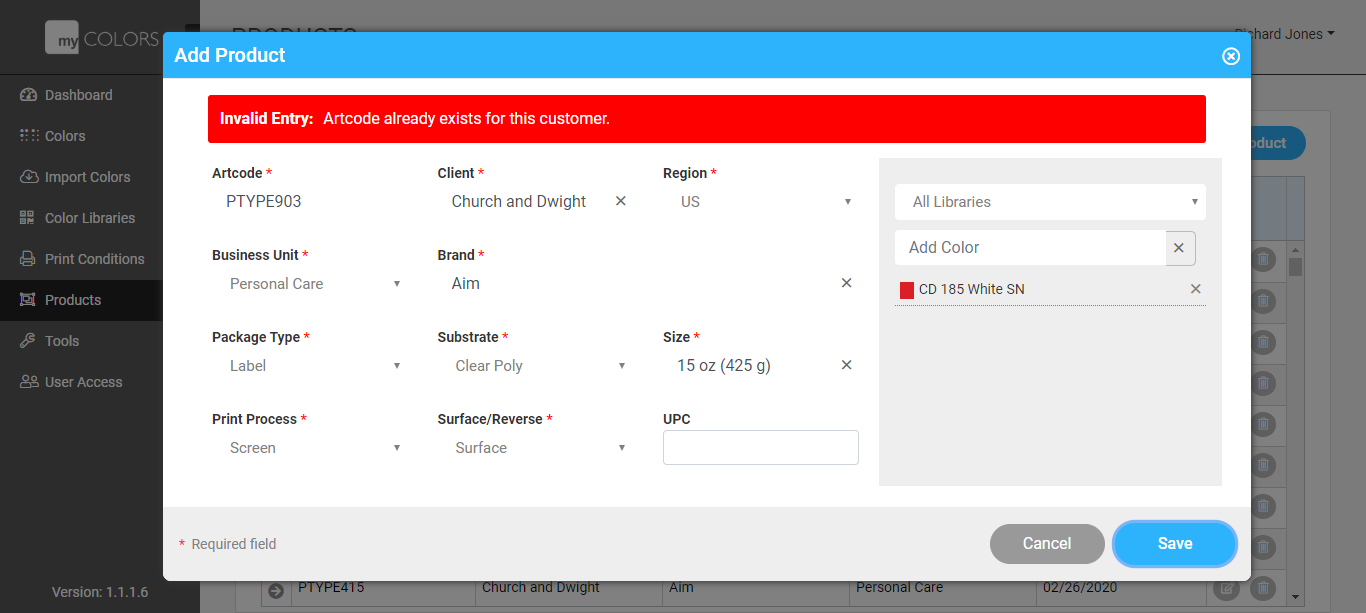 my COLORS
Dashboard
Colors
Import Colors
Color Libraries
Print Conditions
Products
Tools
User Access
Version: 1.1.1.6
PRODUCTS
Richard Jones
Add Product
Invalid Entry: Artcode already exists for this customer.
Artcode * Client * Region *
PTYPE903 Church and Dwight US
Business Unit * Brand *
Personal Care Aim
Package Type * Substrate * Size *
Label Clear Poly 15 oz (425 g)
Print Process * Surface/Reverse * UPC
Screen Surface
All Libraries
Add Color
CD 185 White SN
* Required field
Cancel Save
PTYPE415 Church and Dwight Aim Personal Care 02/26/2020